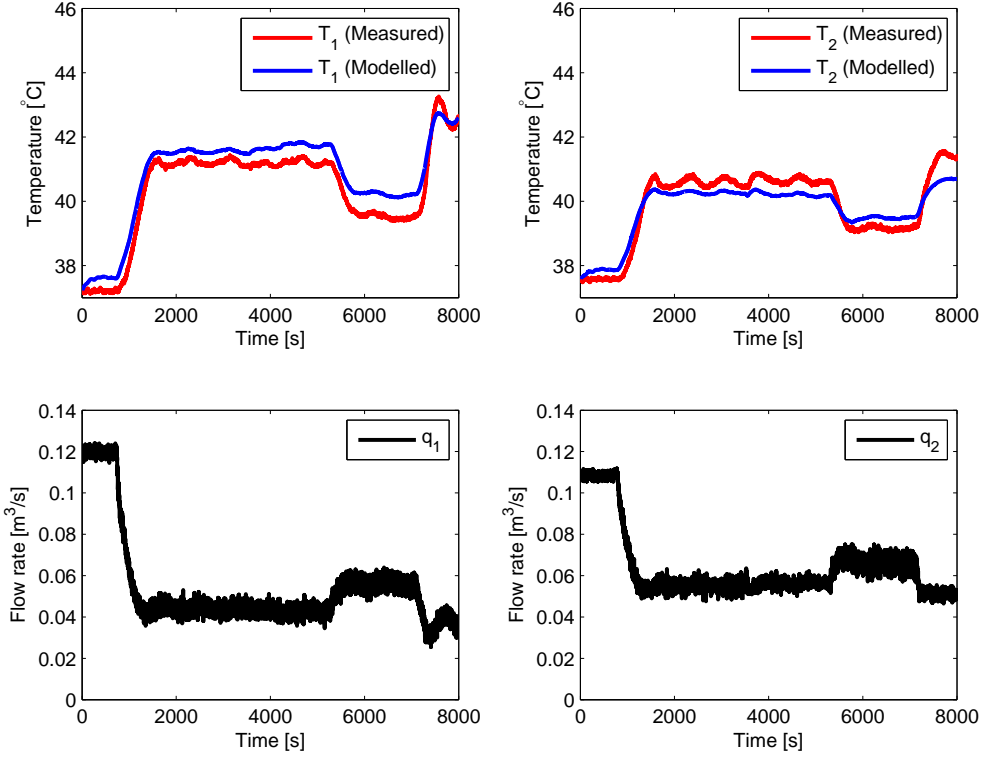 46
44
42
40
38
Temperature [°C]
T1 (Measured)
T1 (Modelled)
0 2000 4000 6000 8000
Time [s]
46
44
42
40
38
Temperature [°C]
T2 (Measured)
T2 (Modelled)
0 2000 4000 6000 8000
Time [s]
0.14
0.12
0.1
0.08
0.06
0.04
0.02
0
Flow rate [m³/s]
q1
0 2000 4000 6000 8000
Time [s]
0.14
0.12
0.1
0.08
0.06
0.04
0.02
0
Flow rate [m³/s]
q2
0 2000 4000 6000 8000
Time [s]